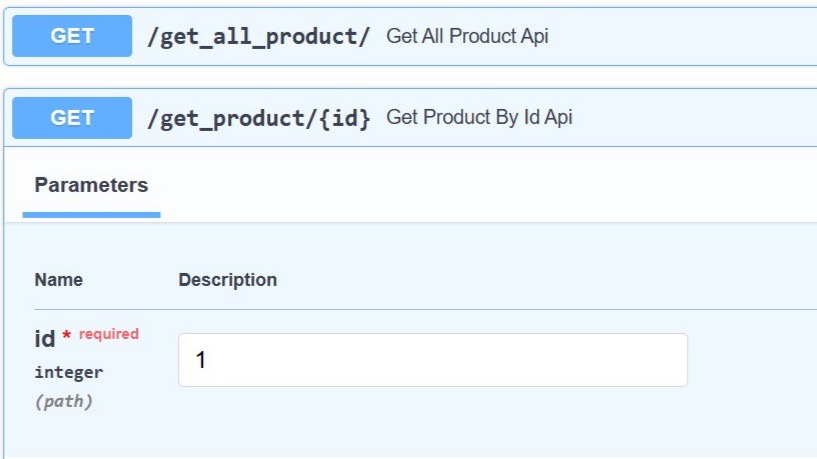 GET /get_all_product/ Get All Product Api
GET /get_product/{id} Get Product By Id Api
Parameters
Name Description
id * required
1
integer
(path)